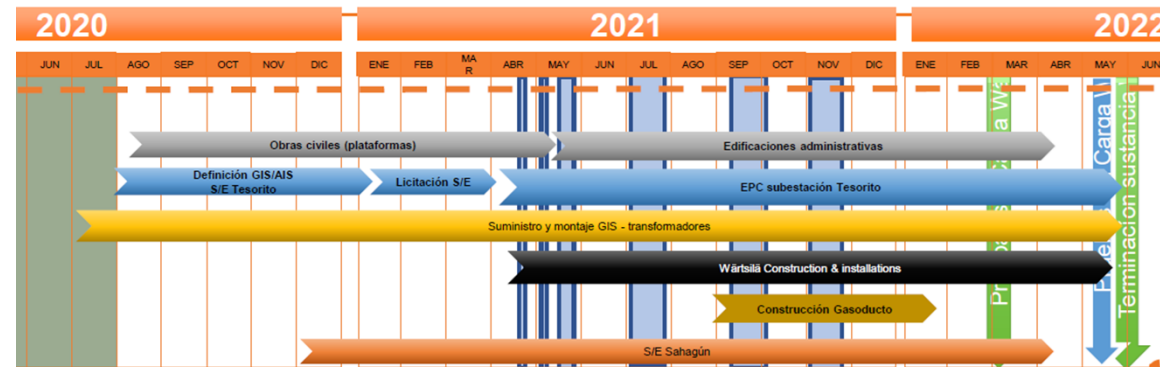 2020
2021
2022
JUN JUL AGO SEP OCT NOV DIC ENE FEB MA ABR MAY JUN JUL AGO SEP OCT NOV DIC ENE FEB MAR ABR MAY JUN
R
Obras civiles (plataformas)
Edificaciones administrativas
Definición GIS/AIS
S/E Tesorito
Licitación S/E
EPC subestación Tesorito
Suministro y montaje GIS - transformadores
Wärtsilä Construction & installations
Construcción Gasoducto
S/E Sahagún
Carga
Terminación sustancia